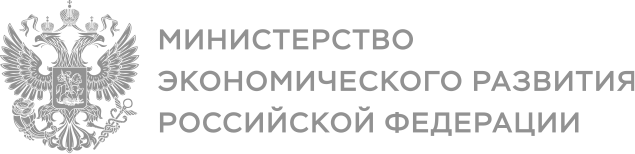 МИНИСТЕРСТВО
ЭКОНОМИЧЕСКОГО РАЗВИТИЯ
РОССИЙСКОЙ ФЕДЕРАЦИИ